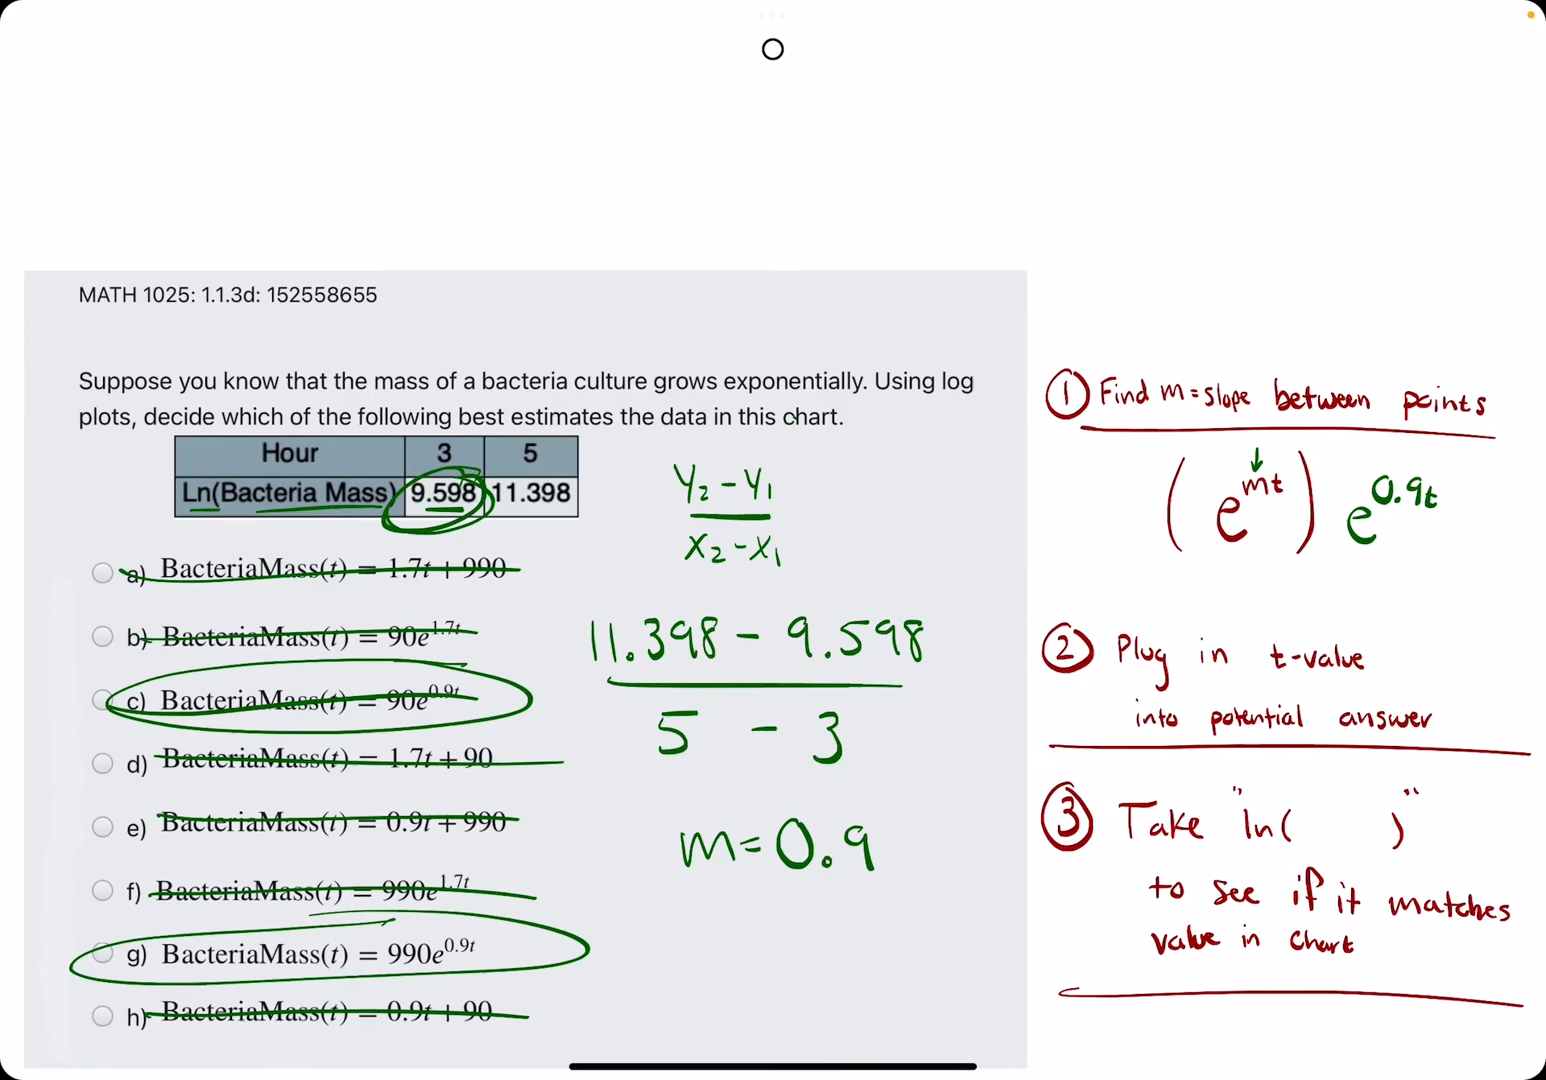 MATH 1025: 1.1.3d: 152558655
Suppose you know that the mass of a bacteria culture grows exponentially. Using log
plots, decide which of the following best estimates the data in this chart.
Hour 3 5
Ln(Bacteria Mass) 9.598 11.398
a) BacteriaMass(t) = 1.7t + 990
b) BacteriaMass(t) = 90e^1.7t
c) BacteriaMass(t) = 90e^0.9t
d) BacteriaMass(t) = 1.7t + 90
e) BacteriaMass(t) = 0.9t + 990
f) BacteriaMass(t) = 990e^1.7t
g) BacteriaMass(t) = 990e^0.9t
h) BacteriaMass(t) = 0.9t + 90
y₂ - y₁
x₂ - x₁
11.398 - 9.598
5 - 3
m = 0.9
① Find m = slope between points
(e^mt) e^0.9t
② Plug in t-value
into potential answer
③ Take "ln( )"
to see if it matches
value in chart